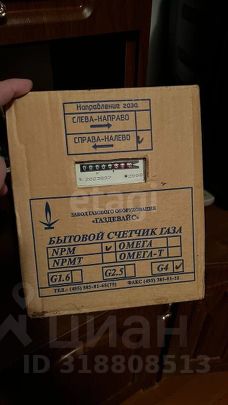 Направление газа
СЛЕВА-НАПРАВО
СПРАВА-НАЛЕВО
ЗАВОД ГАЗОВОГО ОБОРУДОВАНИЯ
«ГАЗДЕВАЙС»
БЫТОВОЙ СЧЕТЧИК ГАЗА
NPM ОМЕГА
NPMT ОМЕГА-Т
G1.6 G2.5 G4
циан
ID 318808513